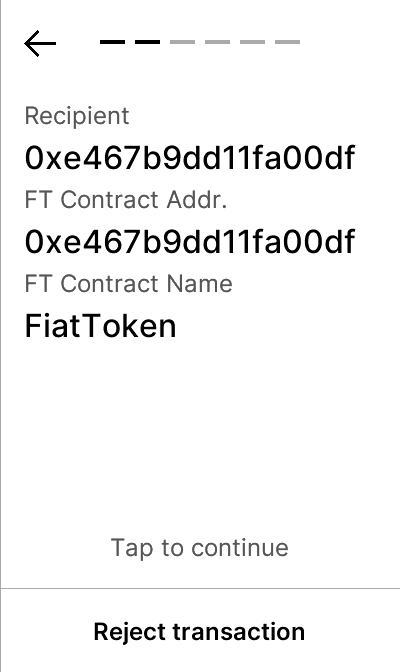 Recipient
0xe467b9dd11fa00df
FT Contract Addr.
0xe467b9dd11fa00df
FT Contract Name
FiatToken
Tap to continue
Reject transaction